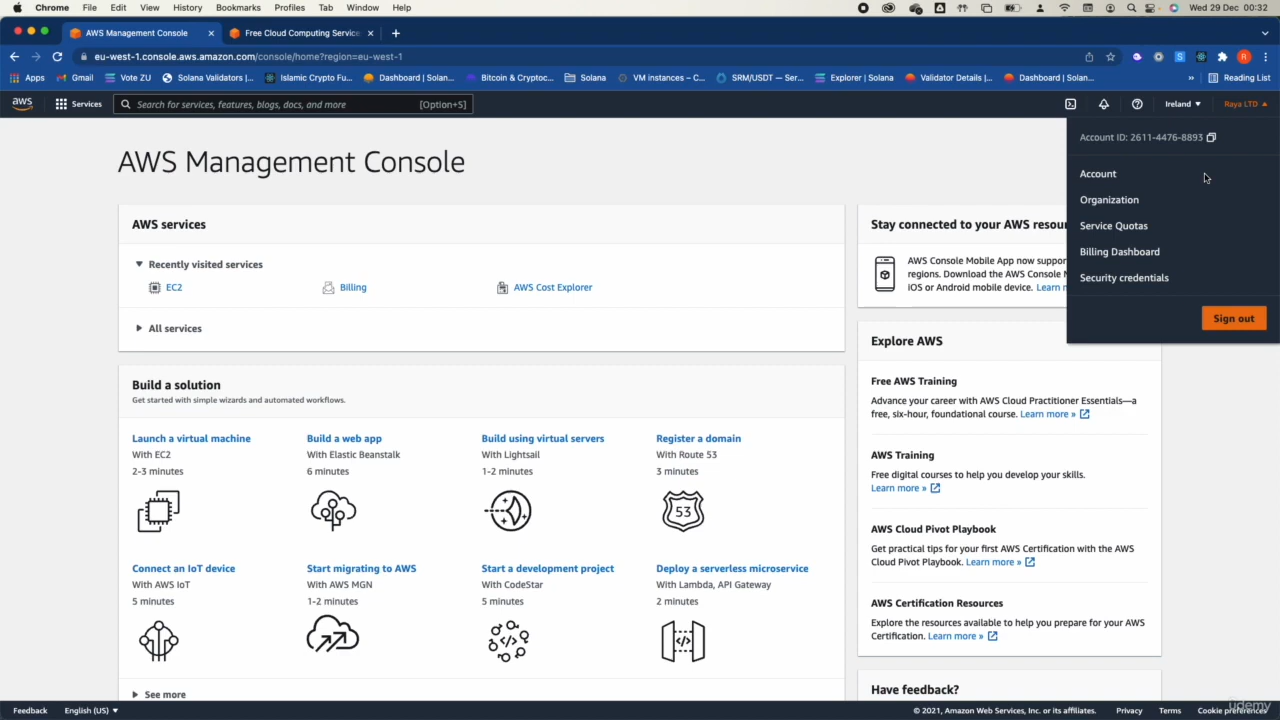 Chrome File Edit View History Bookmarks Profiles Tab Window Help Wed 29 Dec 00:32
AWS Management Console Free Cloud Computing Service
eu-west-1.console.aws.amazon.com/console/home?region=eu-west-1
Apps Gmail Vote ZU Solana Validators |... Islamic Crypto Fu... Dashboard | Solan... Bitcoin & Cryptoc... Solana VM instances – C... SRM/USDT — Ser... Explorer | Solana Validator Details |... Dashboard | Solan... » Reading List
aws Services Search for services, features, blogs, docs, and more [Option+S] Ireland ▼ Raya LTD ▲
Account ID: 2611-4476-8893
Account
Organization
Service Quotas
Billing Dashboard
Security credentials
Sign out
AWS Management Console
AWS services
Recently visited services
EC2 Billing AWS Cost Explorer
All services
Stay connected to your AWS resou
AWS Console Mobile App now suppor
regions. Download the AWS Console M
iOS or Android mobile device. Learn n
Build a solution
Get started with simple wizards and automated workflows.
Launch a virtual machine
With EC2
2-3 minutes
Build a web app
With Elastic Beanstalk
6 minutes
Build using virtual servers
With Lightsail
1-2 minutes
Register a domain
With Route 53
3 minutes
53
Connect an IoT device
With AWS IoT
5 minutes
Start migrating to AWS
With AWS MGN
1-2 minutes
Start a development project
With CodeStar
5 minutes
Deploy a serverless microservice
With Lambda, API Gateway
2 minutes
See more
Explore AWS
Free AWS Training
Advance your career with AWS Cloud Practitioner Essentials—a
free, six-hour, foundational course. Learn more »
AWS Training
Free digital courses to help you develop your skills.
Learn more »
AWS Cloud Pivot Playbook
Get practical tips for your first AWS Certification with the AWS
Cloud Pivot Playbook. Learn more »
AWS Certification Resources
Explore the resources available to help you prepare for your AWS
Certification. Learn more »
Have feedback?
Feedback English (US) ▼ © 2021, Amazon Web Services, Inc. or its affiliates. Privacy Terms Cookie preferences
udemy